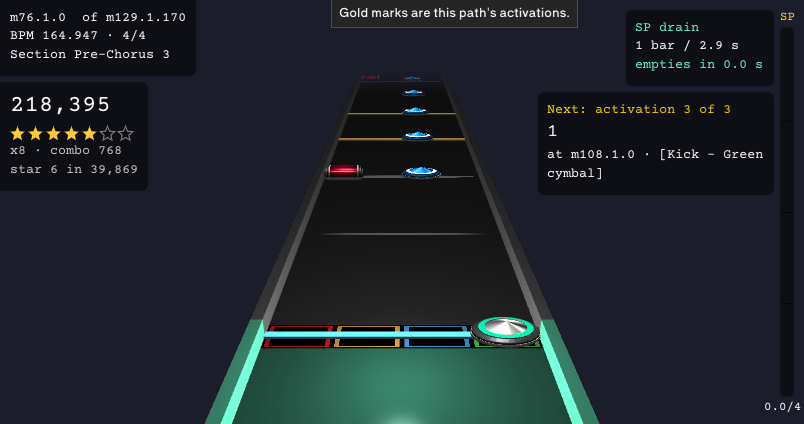 m76.1.0 of m129.1.170
BPM 164.947 · 4/4
Section Pre-Chorus 3
Gold marks are this path's activations.
SP drain
1 bar / 2.9 s
empties in 0.0 s
SP
218,395
x8 · combo 768
star 6 in 39,869
Next: activation 3 of 3
1
at m108.1.0 · [Kick - Green
cymbal]
0.0/4